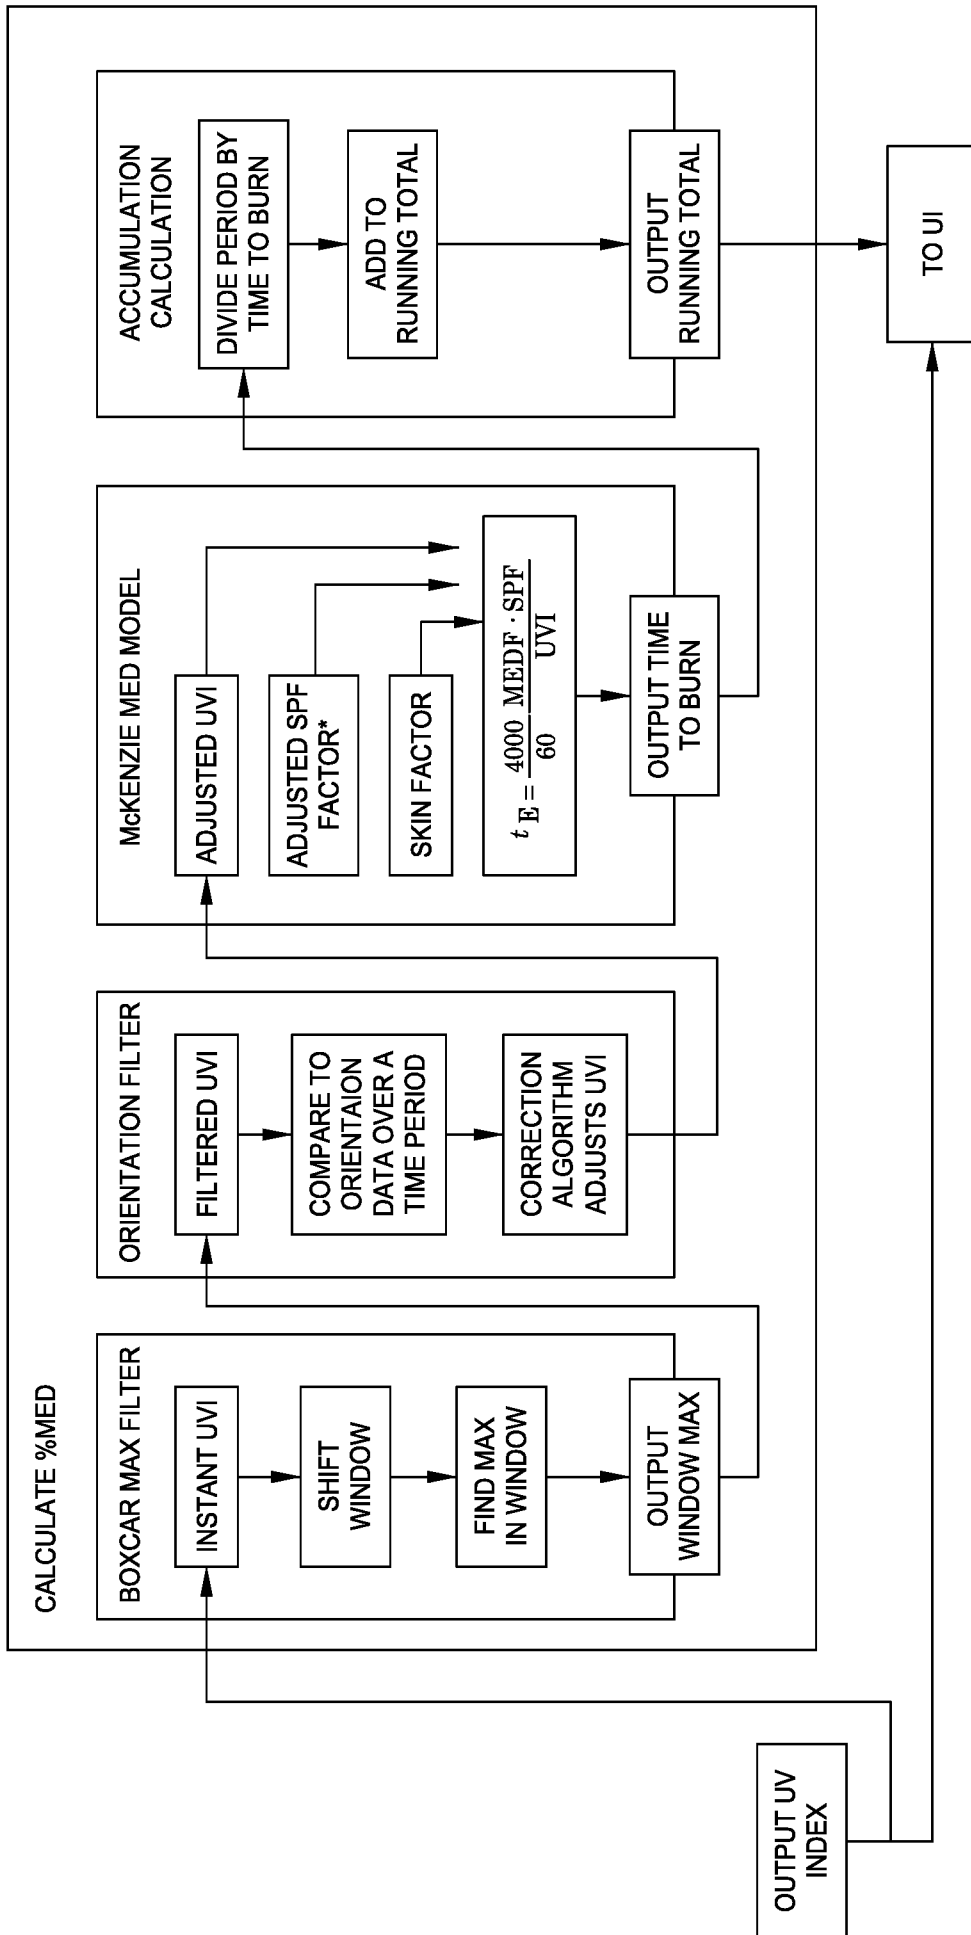 CALCULATE %MED
BOXCAR MAX FILTER
INSTANT UVI
SHIFT
WINDOW
FIND MAX
IN WINDOW
OUTPUT
WINDOW MAX
ORIENTATION FILTER
FILTERED UVI
COMPARE TO
ORIENTAION
DATA OVER A
TIME PERIOD
CORRECTION
ALGORITHM
ADJUSTS UVI
McKENZIE MED MODEL
ADJUSTED UVI
ADJUSTED SPF
FACTOR*
SKIN FACTOR
t E = 4000/60 MEDF · SPF/UVI
OUTPUT TIME
TO BURN
ACCUMULATION
CALCULATION
DIVIDE PERIOD BY
TIME TO BURN
ADD TO
RUNNING TOTAL
OUTPUT
RUNNING TOTAL
OUTPUT UV
INDEX
TO UI